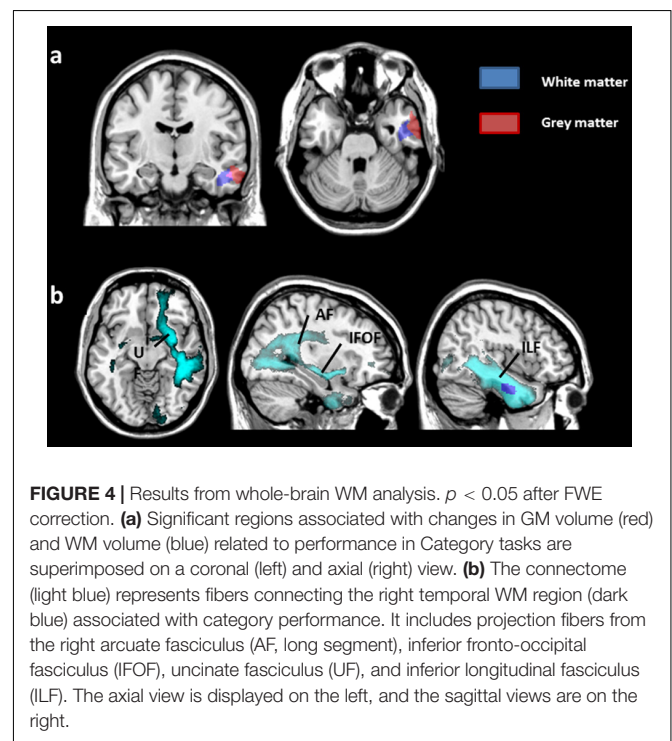 a
White matter
Grey matter
b
U
AF
IFOF
ILF
FIGURE 4 | Results from whole-brain WM analysis. p < 0.05 after FWE
correction. (a) Significant regions associated with changes in GM volume (red)
and WM volume (blue) related to performance in Category tasks are
superimposed on a coronal (left) and axial (right) view. (b) The connectome
(light blue) represents fibers connecting the right temporal WM region (dark
blue) associated with category performance. It includes projection fibers from
the right arcuate fasciculus (AF, long segment), inferior fronto-occipital
fasciculus (IFOF), uncinate fasciculus (UF), and inferior longitudinal fasciculus
(ILF). The axial view is displayed on the left, and the sagittal views are on the
right.